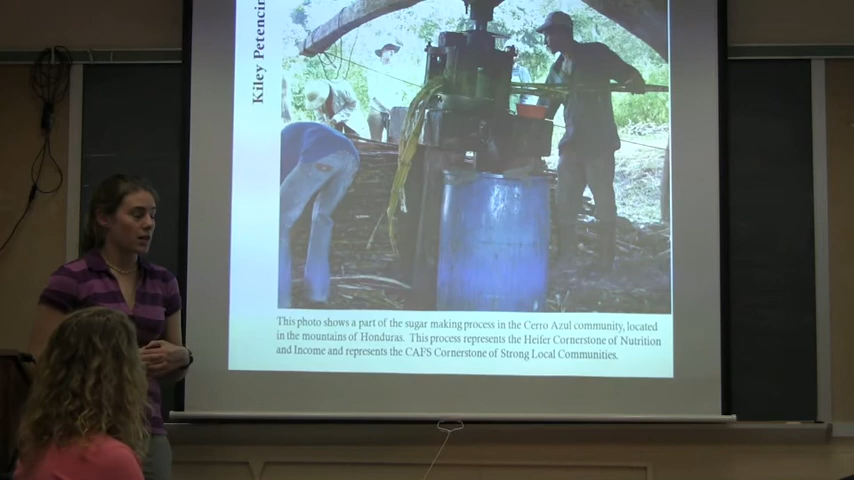 Kiley Petencin
This photo shows a part of the sugar making process in the Cerro Azul community, located
in the mountains of Honduras. This process represents the Heifer Cornerstone of Nutrition
and Income and represents the CAFS Cornerstone of Strong Local Communities.